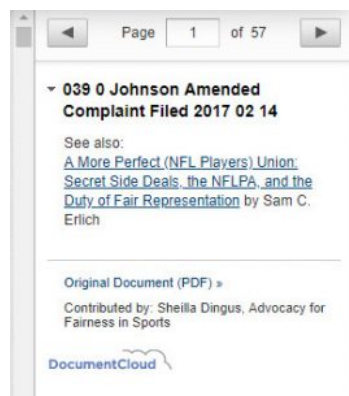 Page 1 of 57
039 0 Johnson Amended
Complaint Filed 2017 02 14
See also:
A More Perfect (NFL Players) Union:
Secret Side Deals, the NFLPA, and the
Duty of Fair Representation by Sam C.
Erlich
Original Document (PDF) »
Contributed by: Sheilla Dingus, Advocacy for
Fairness in Sports
DocumentCloud